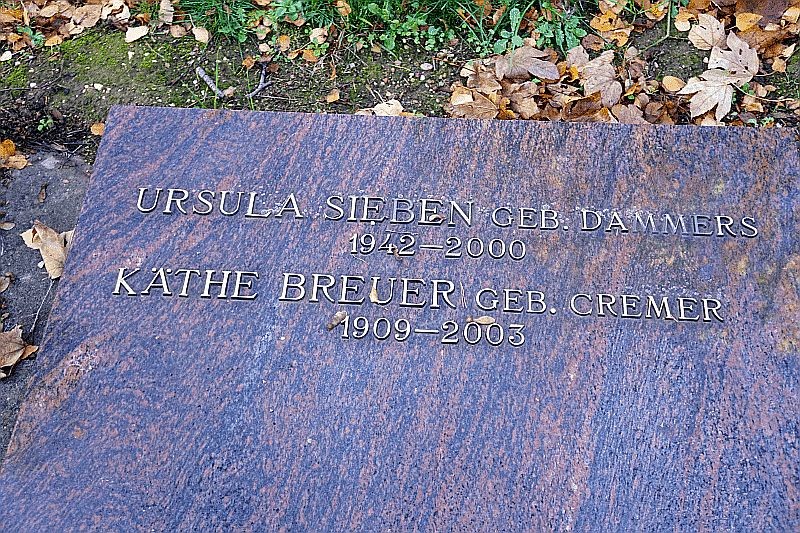 URSULA SIEBEN GEB. DAMMERS
1942–2000
KÄTHE BREUER GEB. CREMER
1909–2003